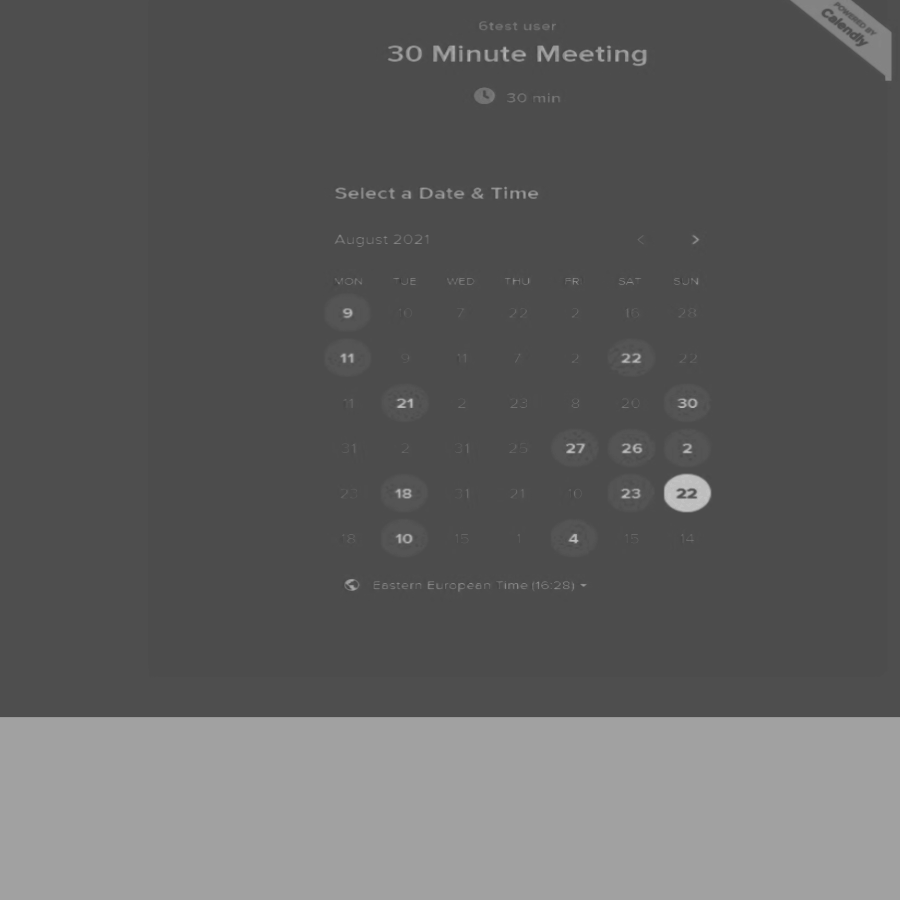 POWERED BY
Calendly
6test user
30 Minute Meeting
30 min
Select a Date & Time
August 2021
MON TUE WED THU FRI SAT SUN
9 10 7 22 2 16 28
11 9 11 7 2 22 22
11 21 2 23 8 20 30
31 2 31 25 27 26 2
23 18 31 21 10 23 22
18 10 15 1 4 15 14
Eastern European Time (16:28)